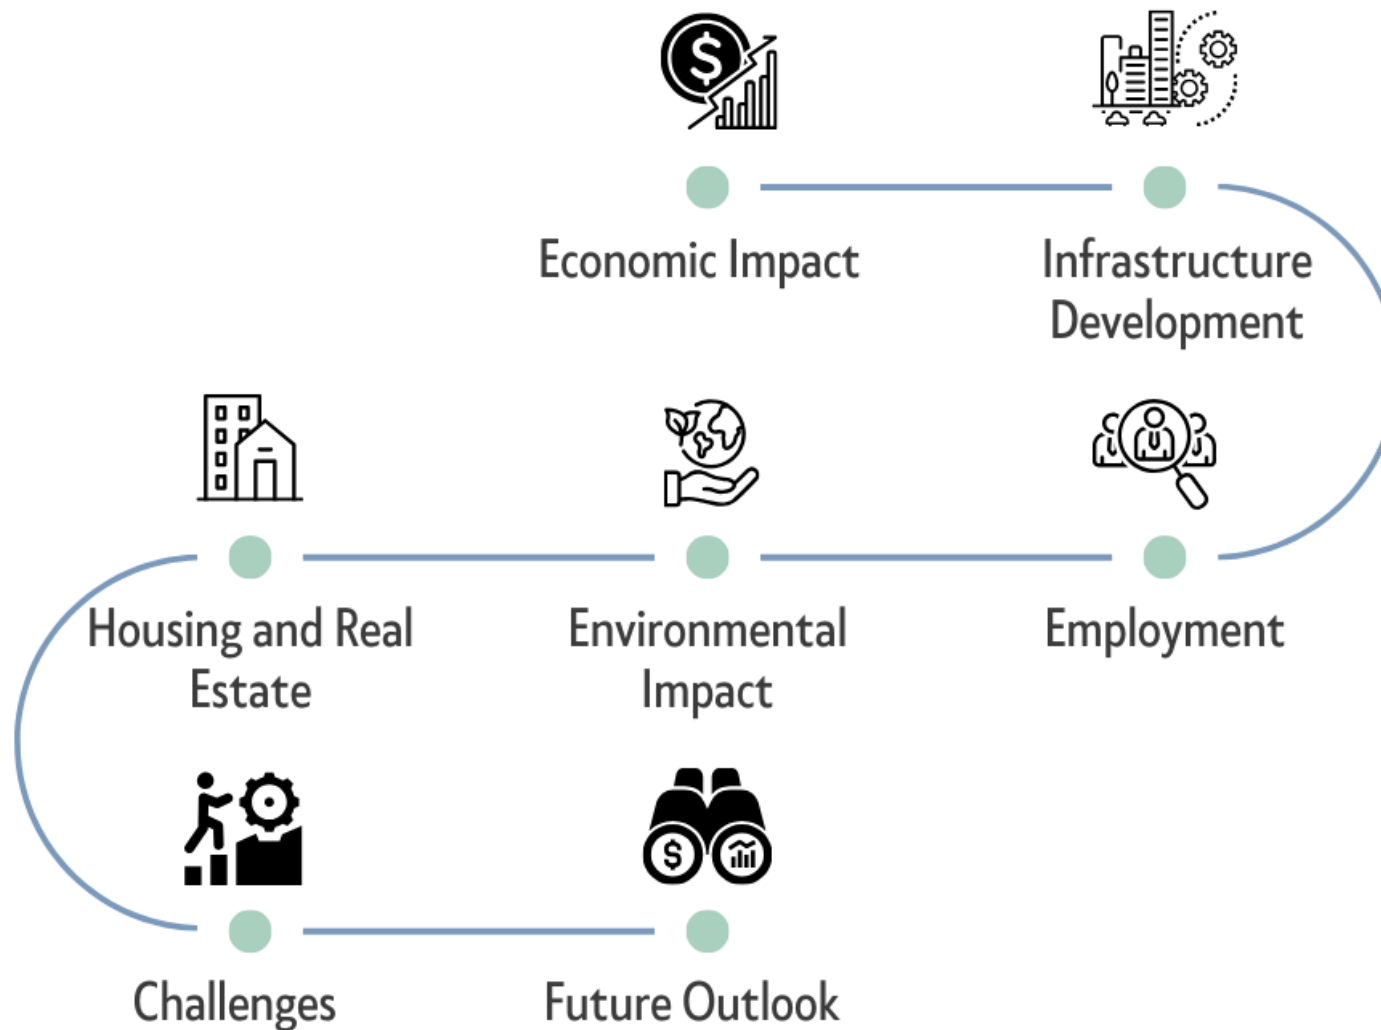 Economic Impact
Infrastructure
Development
Housing and Real
Estate
Environmental
Impact
Employment
Challenges
Future Outlook